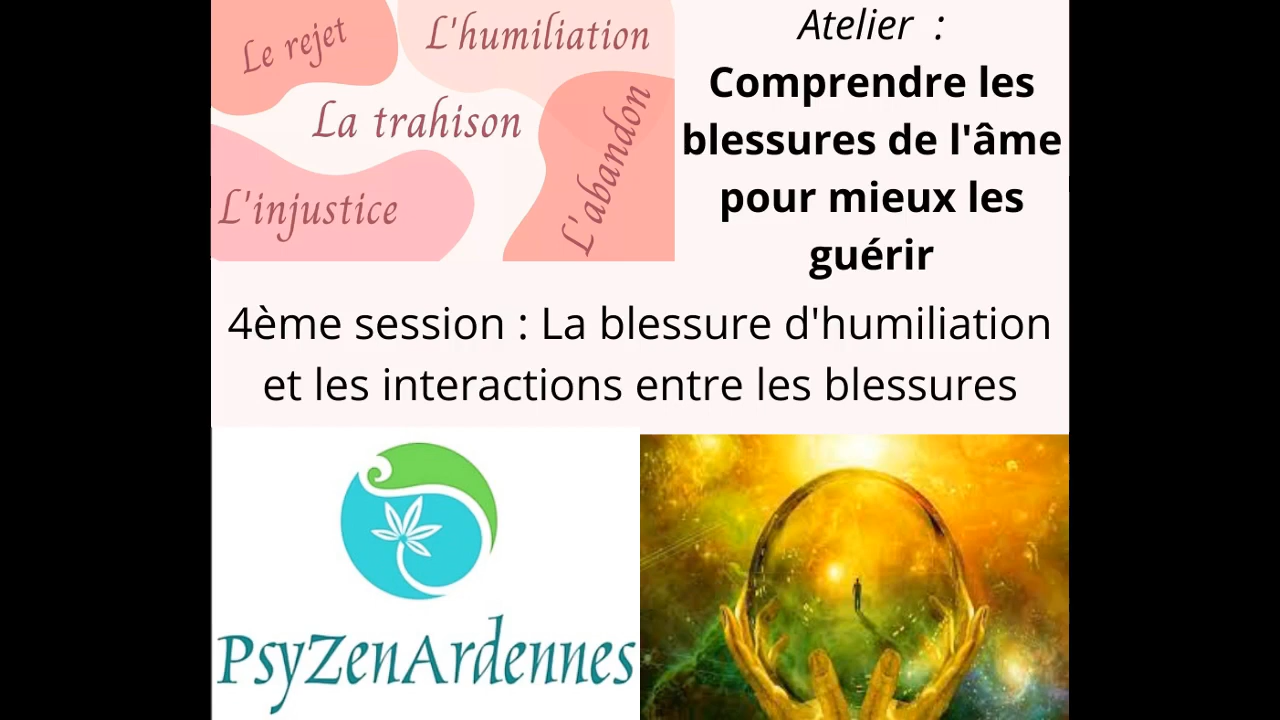 Le rejet
L'humiliation
La trahison
L'abandon
L'injustice
Atelier :
Comprendre les
blessures de l'âme
pour mieux les
guérir
4ème session : La blessure d'humiliation
et les interactions entre les blessures
PsyZenArdennes